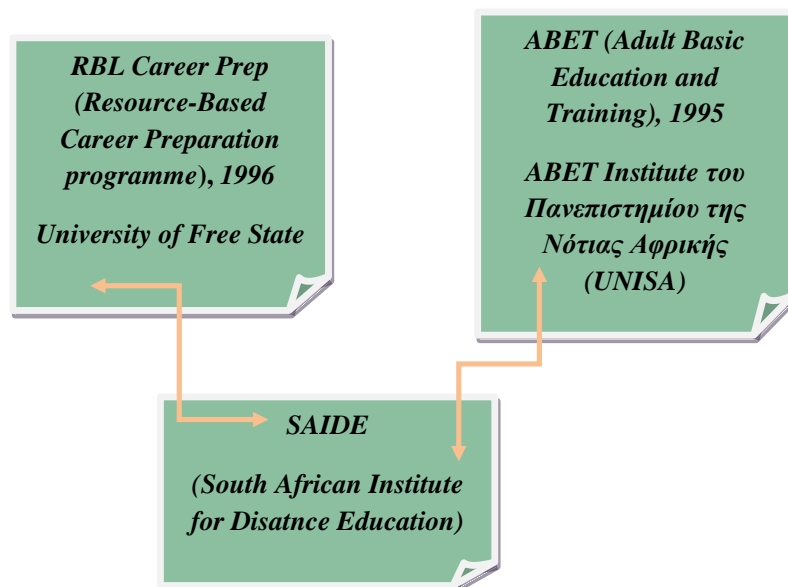 RBL Career Prep
(Resource-Based
Career Preparation
programme), 1996
University of Free State
ABET (Adult Basic
Education and
Training), 1995
ABET Institute του
Πανεπιστημίου της
Νότιας Αφρικής
(UNISA)
SAIDE
(South African Institute
for Disatnce Education)